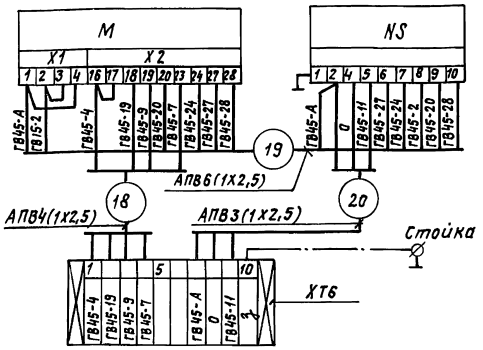 M
NS
X1
X2
1
2
3
4
16
17
18
19
20
23
24
27
28
1
2
4
5
6
7
8
9
10
ГВ45-А
ГВ15-2
ГВ45-4
ГВ45-19
ГВ45-9
ГВ45-20
ГВ45-7
ГВ45-24
ГВ45-27
ГВ45-28
ГВ45-А
0
ГВ45-11
ГВ45-27
ГВ45-24
ГВ45-2
ГВ45-20
ГВ45-28
19
АПВ6(1х2,5)
18
20
АПВ4(1х2,5)
АПВ3(1х2,5)
Стойка
1
5
10
ГВ45-4
ГВ45-19
ГВ45-9
ГВ45-7
ГВ45-А
0
ГВ45-11
ХТ6